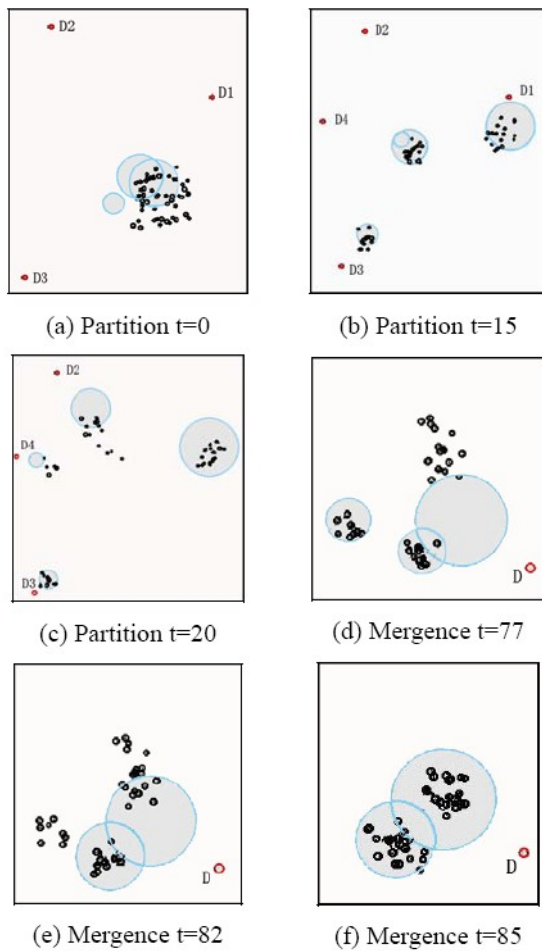 D2
D1
D3
(a) Partition t=0
D2
D1
D4
D3
(b) Partition t=15
D2
D4
D3
(c) Partition t=20
D
(d) Mergence t=77
D
(e) Mergence t=82
D
(f) Mergence t=85